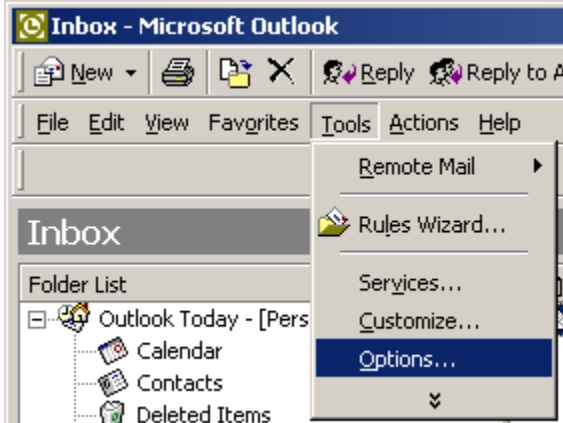 Inbox - Microsoft Outlook
New Reply Reply to A
File Edit View Favorites Tools Actions Help
Remote Mail
Rules Wizard...
Services...
Customize...
Options...
Inbox
Folder List
Outlook Today - [Pers
Calendar
Contacts
Deleted Items